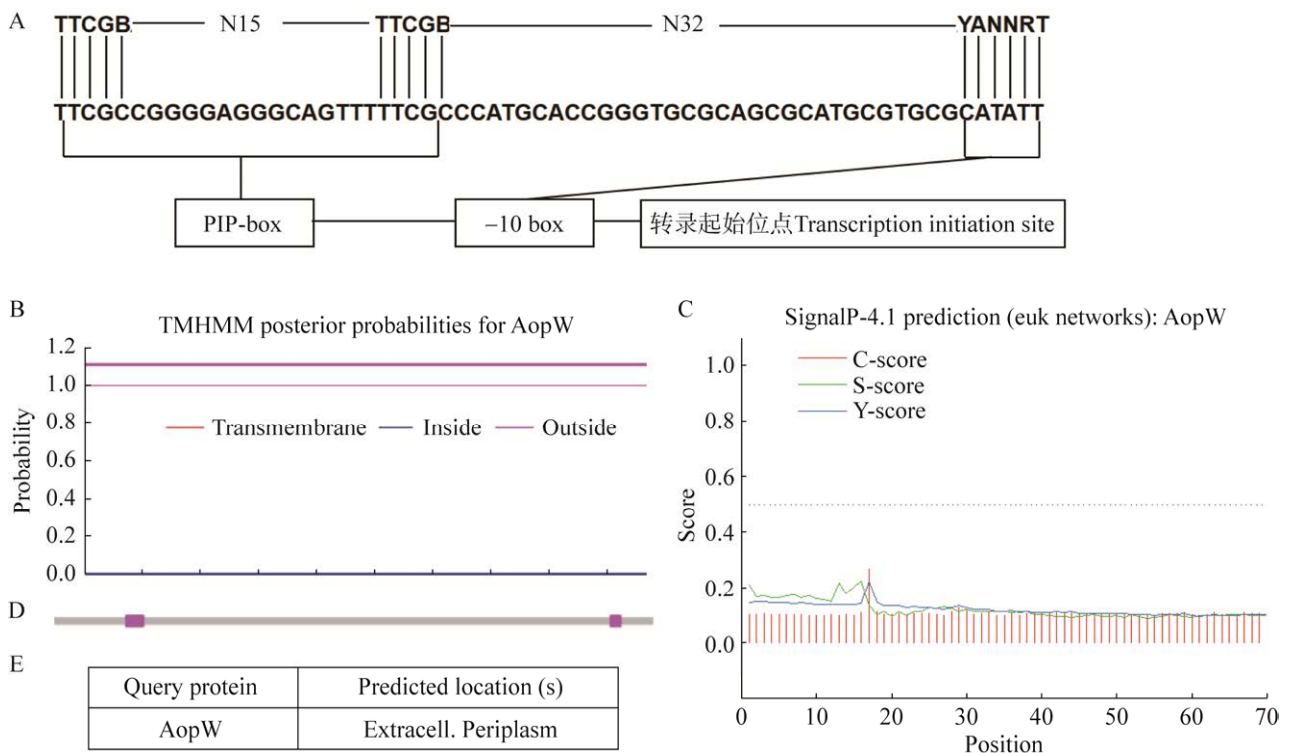 A
TTCGB N15 TTCGB N32 YANNRT
TTCGCCGGGGAGGGCAGTTTTTCGCCCATGCACCGGGTGCGCAGCGCATGCGTGCGCATATT
PIP-box
–10 box
转录起始位点Transcription initiation site
B
TMHMM posterior probabilities for AopW
Probability
1.2
1.0
0.8
0.6
0.4
0.2
0.0
Transmembrane
Inside
Outside
C
SignalP-4.1 prediction (euk networks): AopW
C-score
S-score
Y-score
Score
1.0
0.8
0.6
0.4
0.2
0.0
0 10 20 30 40 50 60 70
Position
D
E
Query protein Predicted location (s)
AopW Extracell. Periplasm